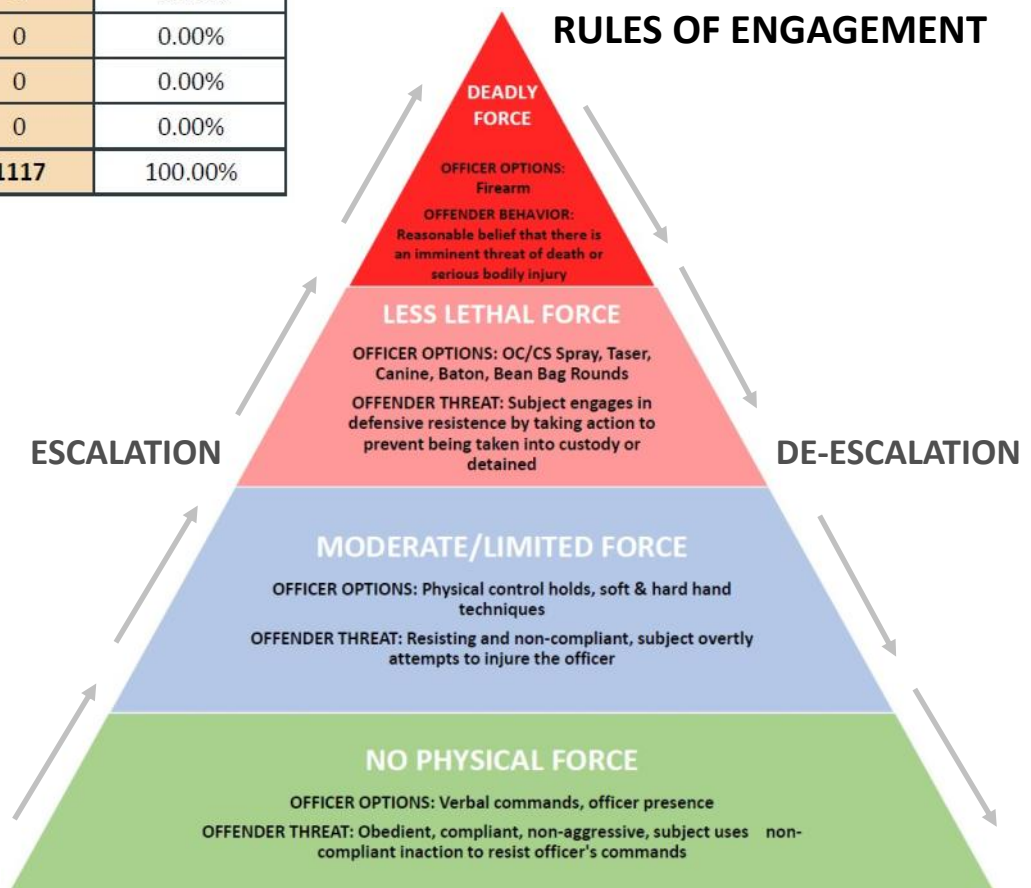 RULES OF ENGAGEMENT
0 0.00%
0 0.00%
0 0.00%
1117 100.00%
DEADLY
FORCE
OFFICER OPTIONS:
Firearm
OFFENDER BEHAVIOR:
Reasonable belief that there is
an imminent threat of death or
serious bodily injury
LESS LETHAL FORCE
OFFICER OPTIONS: OC/CS Spray, Taser,
Canine, Baton, Bean Bag Rounds
OFFENDER THREAT: Subject engages in
defensive resistence by taking action to
prevent being taken into custody or
detained
ESCALATION
DE-ESCALATION
MODERATE/LIMITED FORCE
OFFICER OPTIONS: Physical control holds, soft & hard hand
techniques
OFFENDER THREAT: Resisting and non-compliant, subject overtly
attempts to injure the officer
NO PHYSICAL FORCE
OFFICER OPTIONS: Verbal commands, officer presence
OFFENDER THREAT: Obedient, compliant, non-aggressive, subject uses non-
compliant inaction to resist officer's commands